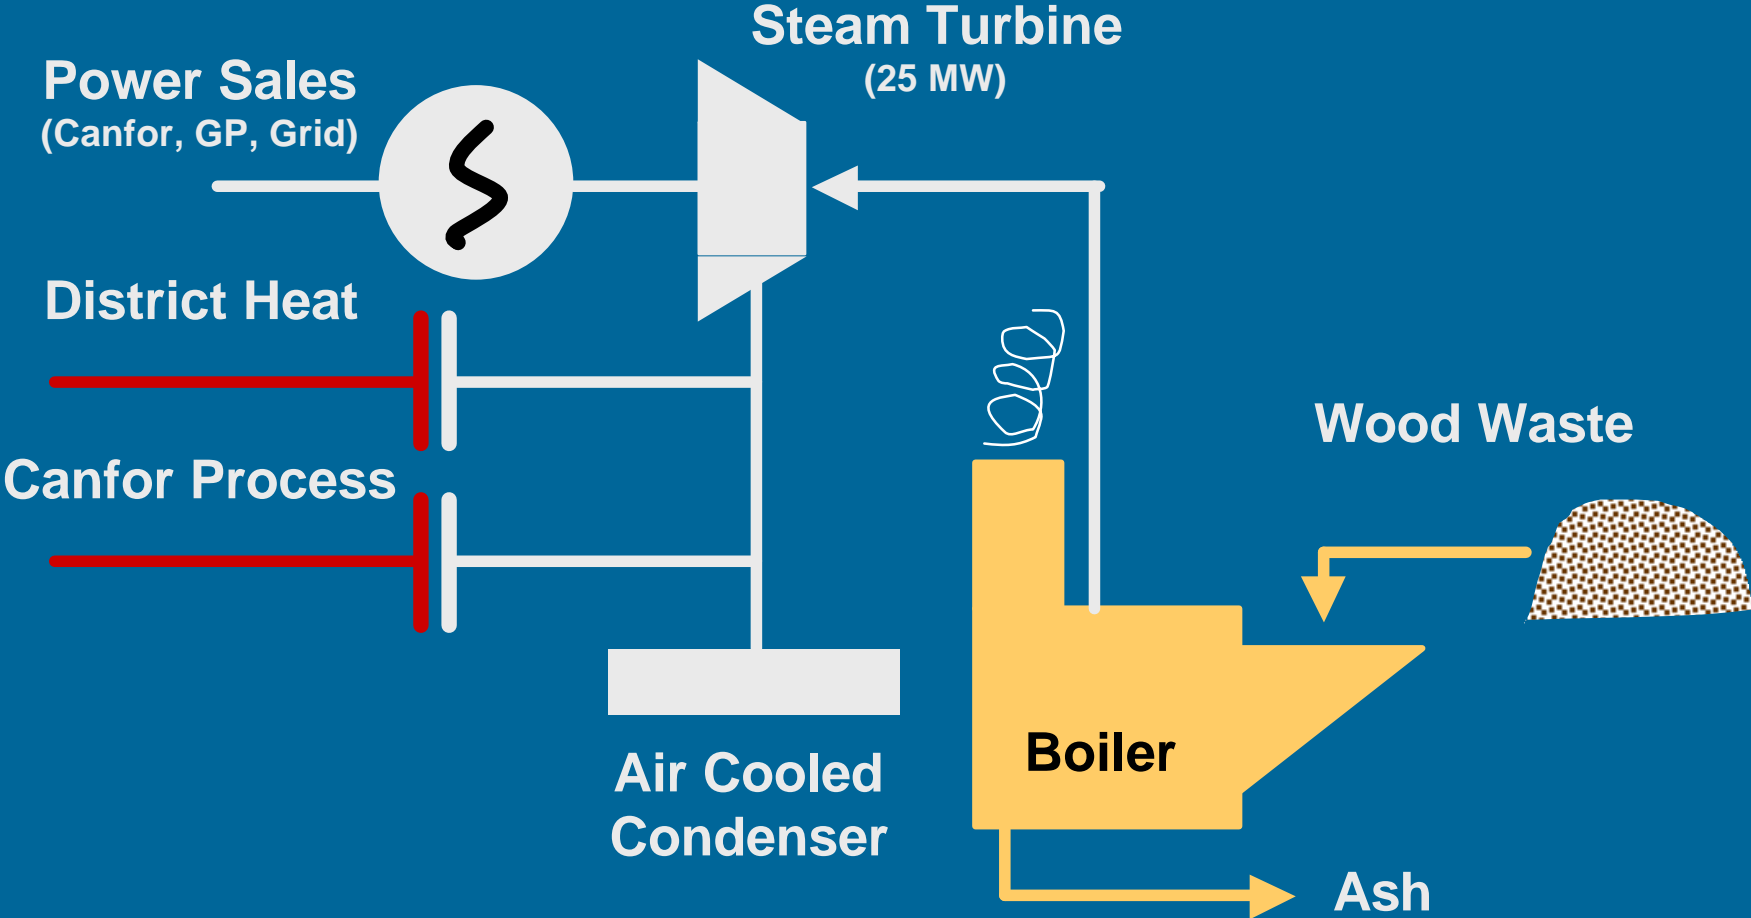 Steam Turbine
(25 MW)
Power Sales
(Canfor, GP, Grid)
District Heat
Canfor Process
Wood Waste
Boiler
Air Cooled
Condenser
Ash